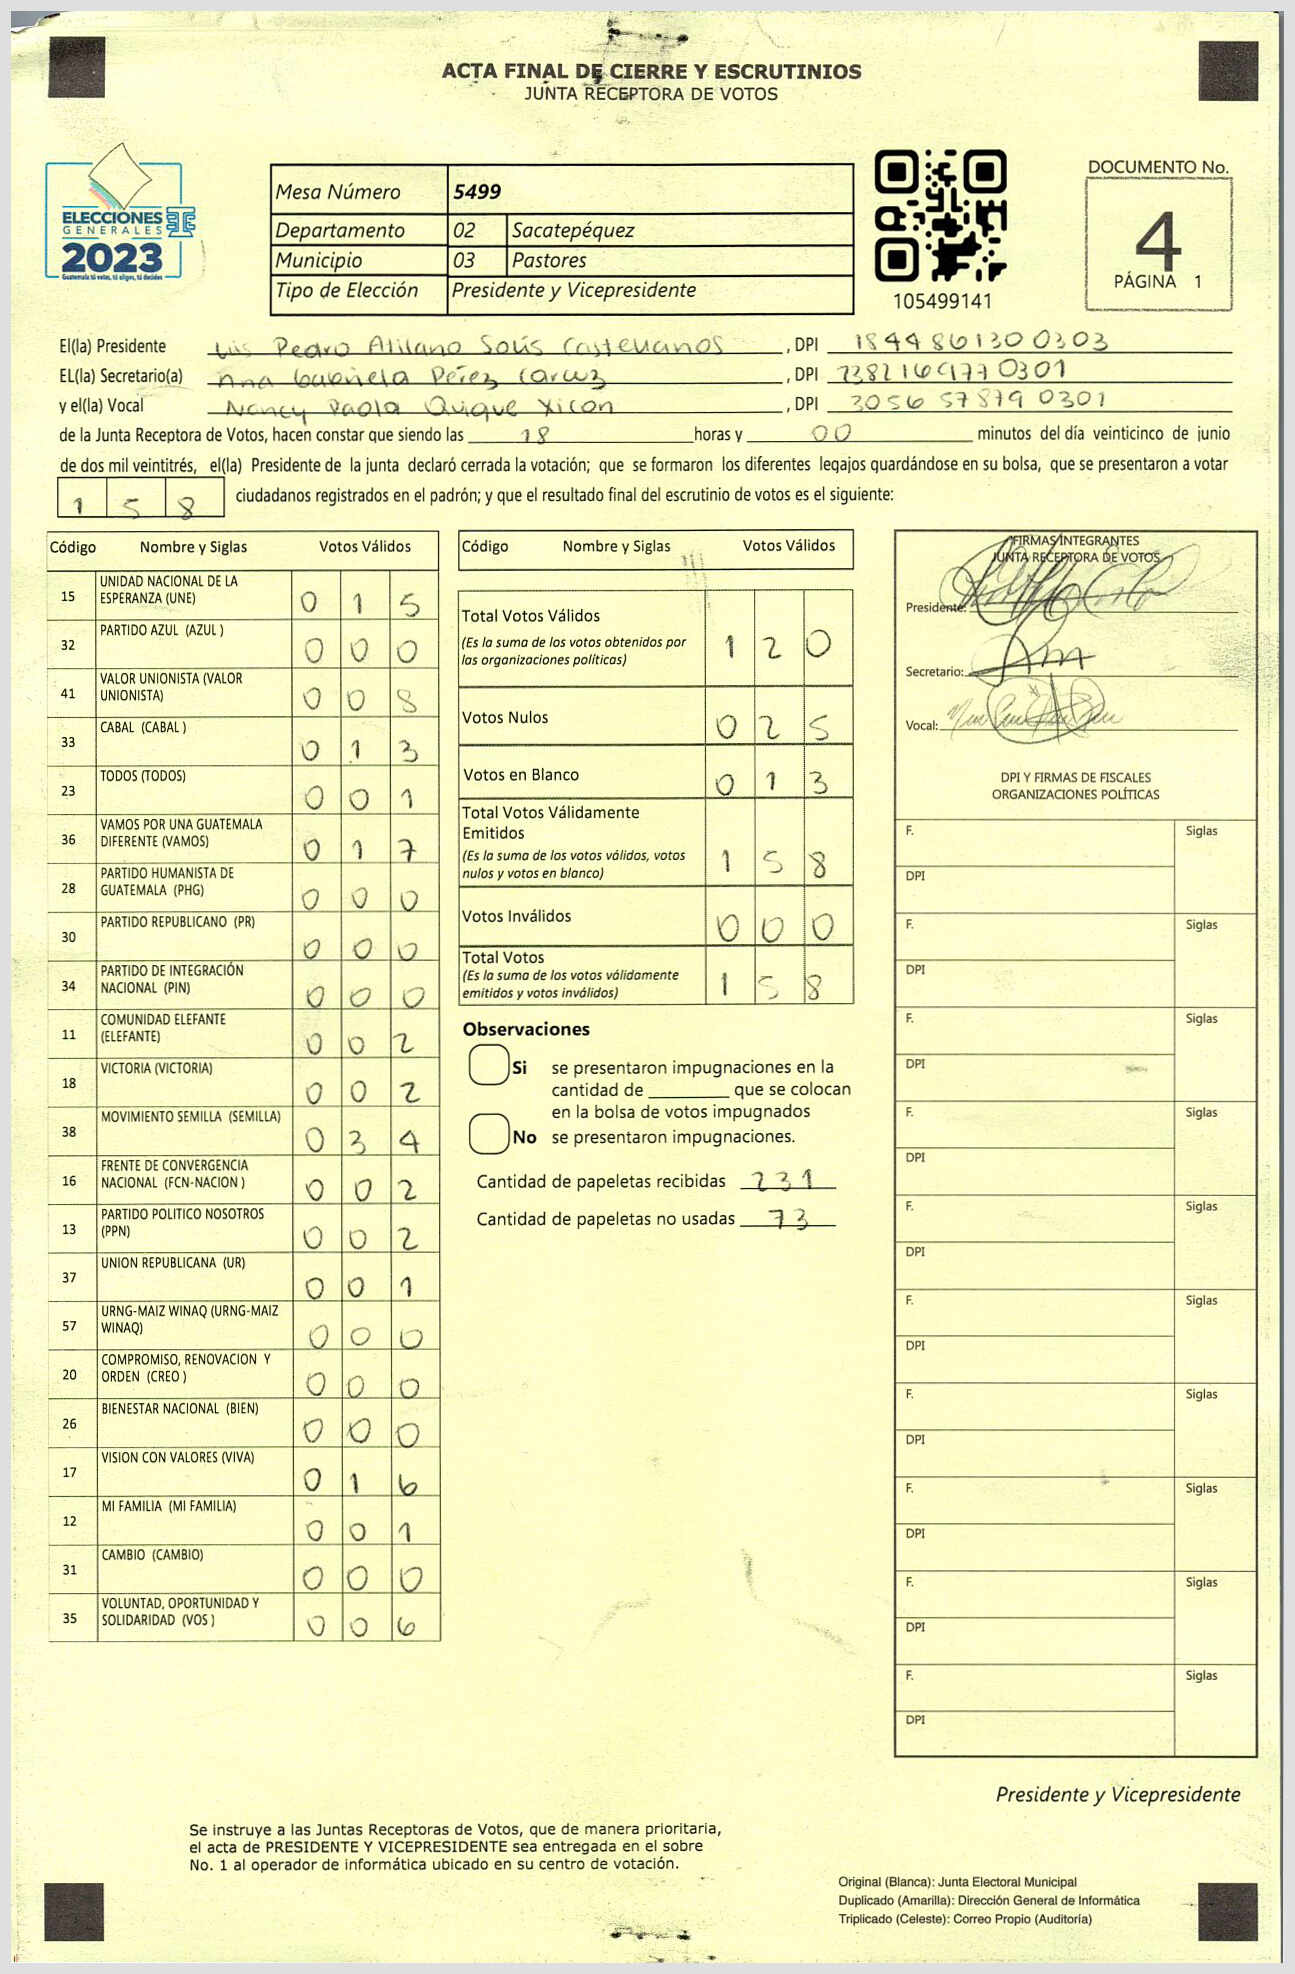 ACTA FINAL DE CIERRE Y ESCRUTINIOS
JUNTA RECEPTORA DE VOTOS
ELECCIONES
GENERALES
2023
Guatemala tú votas, tú eliges, tú decides
Mesa Número 5499
Departamento 02 Sacatepéquez
Municipio 03 Pastores
Tipo de Elección Presidente y Vicepresidente
105499141
DOCUMENTO No.
4
PÁGINA 1
El(la) Presidente Luis Pedro Atilano Solís Castellanos , DPI 1844861300303
EL(la) Secretario(a) Ana Gabriela Pérez , DPI
y el(la) Vocal Nancy Paola Quique Xicon , DPI 3056578790301
de la Junta Receptora de Votos, hacen constar que siendo las 18 horas y 00 minutos del día veinticinco de junio
de dos mil veintitrés, el(la) Presidente de la junta declaró cerrada la votación; que se formaron los diferentes legajos guardándose en su bolsa, que se presentaron a votar
1 5 8 ciudadanos registrados en el padrón; y que el resultado final del escrutinio de votos es el siguiente:
Código Nombre y Siglas Votos Válidos
15 UNIDAD NACIONAL DE LA ESPERANZA (UNE) 0 1 5
32 PARTIDO AZUL (AZUL ) 0 0 0
41 VALOR UNIONISTA (VALOR UNIONISTA) 0 0 8
33 CABAL (CABAL ) 0 1 3
23 TODOS (TODOS) 0 0 1
36 VAMOS POR UNA GUATEMALA DIFERENTE (VAMOS) 0 1 7
28 PARTIDO HUMANISTA DE GUATEMALA (PHG) 0 0 0
30 PARTIDO REPUBLICANO (PR) 0 0 0
34 PARTIDO DE INTEGRACIÓN NACIONAL (PIN) 0 0 0
11 COMUNIDAD ELEFANTE (ELEFANTE) 0 0 2
18 VICTORIA (VICTORIA) 0 0 2
38 MOVIMIENTO SEMILLA (SEMILLA) 0 3 4
16 FRENTE DE CONVERGENCIA NACIONAL (FCN-NACION ) 0 0 2
13 PARTIDO POLITICO NOSOTROS (PPN) 0 0 2
37 UNION REPUBLICANA (UR) 0 0 1
57 URNG-MAIZ WINAQ (URNG-MAIZ WINAQ) 0 0 0
20 COMPROMISO, RENOVACION Y ORDEN (CREO ) 0 0 0
26 BIENESTAR NACIONAL (BIEN) 0 0 0
17 VISION CON VALORES (VIVA) 0 1 6
12 MI FAMILIA (MI FAMILIA) 0 0 1
31 CAMBIO (CAMBIO) 0 0 0
35 VOLUNTAD, OPORTUNIDAD Y SOLIDARIDAD (VOS ) 0 0 6
Código Nombre y Siglas Votos Válidos
Total Votos Válidos 1 2 0
(Es la suma de los votos obtenidos por
las organizaciones políticas)
Votos Nulos 0 2 5
Votos en Blanco 0 1 3
Total Votos Válidamente
Emitidos 1 5 8
(Es la suma de los votos válidos, votos
nulos y votos en blanco)
Votos Inválidos 0 0 0
Total Votos 1 5 8
(Es la suma de los votos válidamente
emitidos y votos inválidos)
Observaciones
Si se presentaron impugnaciones en la
cantidad de ________ que se colocan
en la bolsa de votos impugnados
No se presentaron impugnaciones.
Cantidad de papeletas recibidas 231
Cantidad de papeletas no usadas 73
FIRMAS INTEGRANTES
JUNTA RECEPTORA DE VOTOS
Presidente:
Secretario:
Vocal:
DPI Y FIRMAS DE FISCALES
ORGANIZACIONES POLÍTICAS
F. Siglas
DPI
F. Siglas
DPI
F. Siglas
DPI
F. Siglas
DPI
F. Siglas
DPI
F. Siglas
DPI
F. Siglas
DPI
F. Siglas
DPI
F. Siglas
DPI
F. Siglas
DPI
Presidente y Vicepresidente
Se instruye a las Juntas Receptoras de Votos, que de manera prioritaria,
el acta de PRESIDENTE Y VICEPRESIDENTE sea entregada en el sobre
No. 1 al operador de informática ubicado en su centro de votación.
Original (Blanca): Junta Electoral Municipal
Duplicado (Amarilla): Dirección General de Informática
Triplicado (Celeste): Correo Propio (Auditoría)